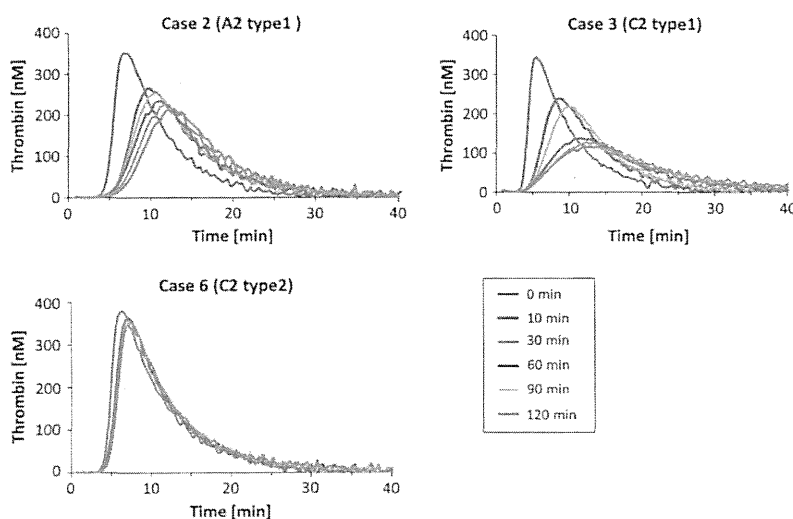 Case 2 (A2 type1 )
Thrombin [nM]
400
300
200
100
0
0
10
20
30
40
Time [min]
Case 3 (C2 type1)
Thrombin [nM]
400
300
200
100
0
0
10
20
30
40
Time [min]
Case 6 (C2 type2)
Thrombin [nM]
400
300
200
100
0
0
10
20
30
40
Time [min]
0 min
10 min
30 min
60 min
90 min
120 min